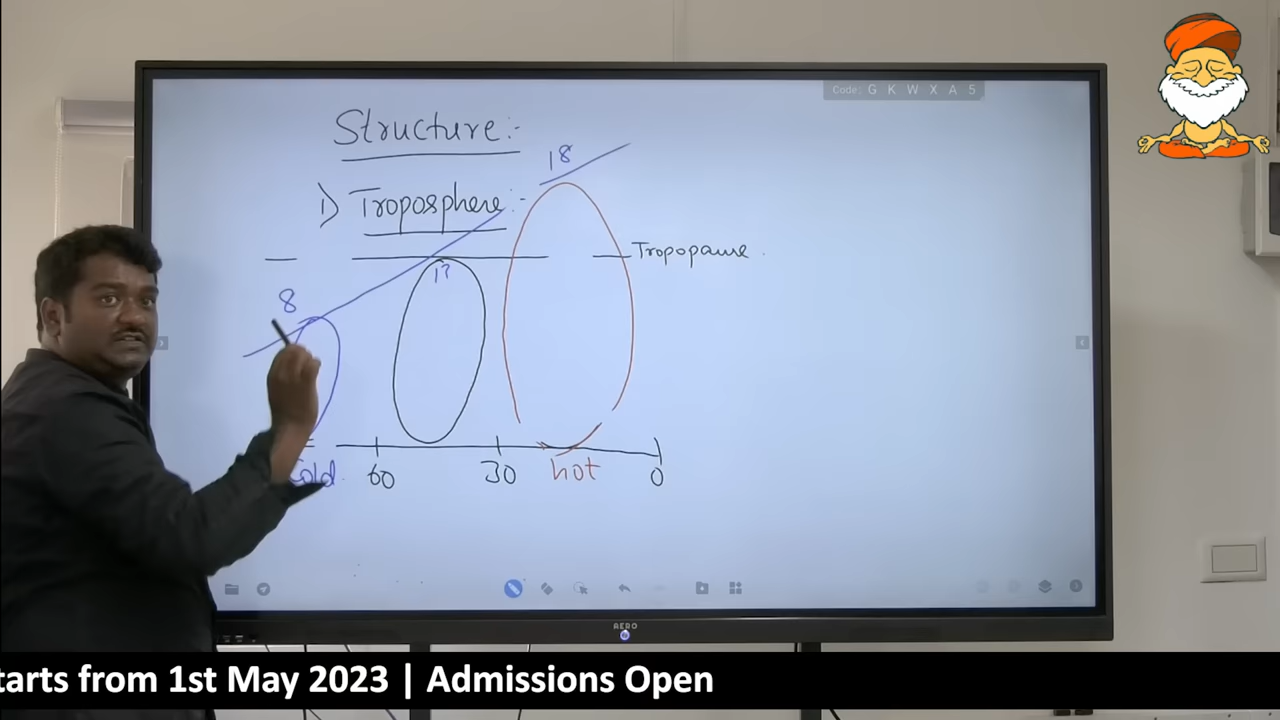 Code: G K W X A 5
Structure:-
1) Troposphere :-
18
Tropopause.
13
8
Cold. 60 30 hot 0
AERO
tarts from 1st May 2023 | Admissions Open